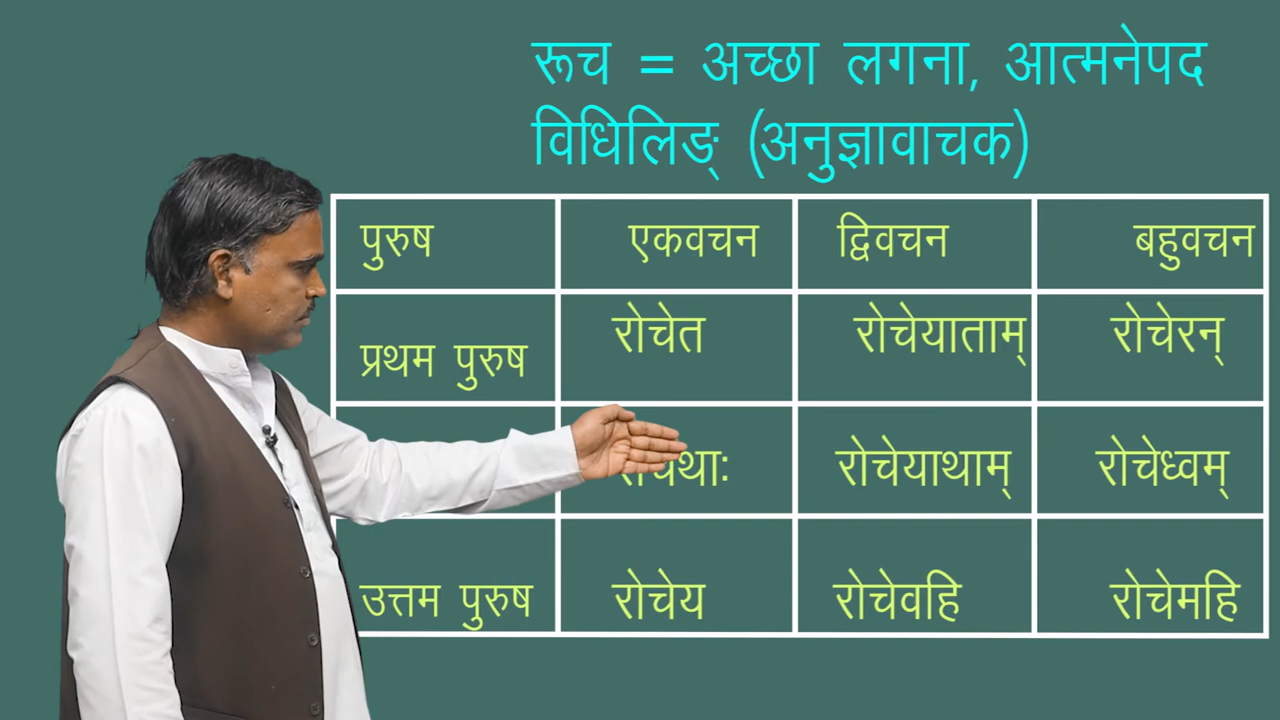 रूच = अच्छा लगना, आत्मनेपद
विधिलिङ् (अनुज्ञावाचक)
पुरुष एकवचन द्विवचन बहुवचन
प्रथम पुरुष रोचेत रोचेयाताम् रोचेरन्
रोचेयाथाम् रोचेध्वम्
उत्तम पुरुष रोचेय रोचेवहि रोचेमहि